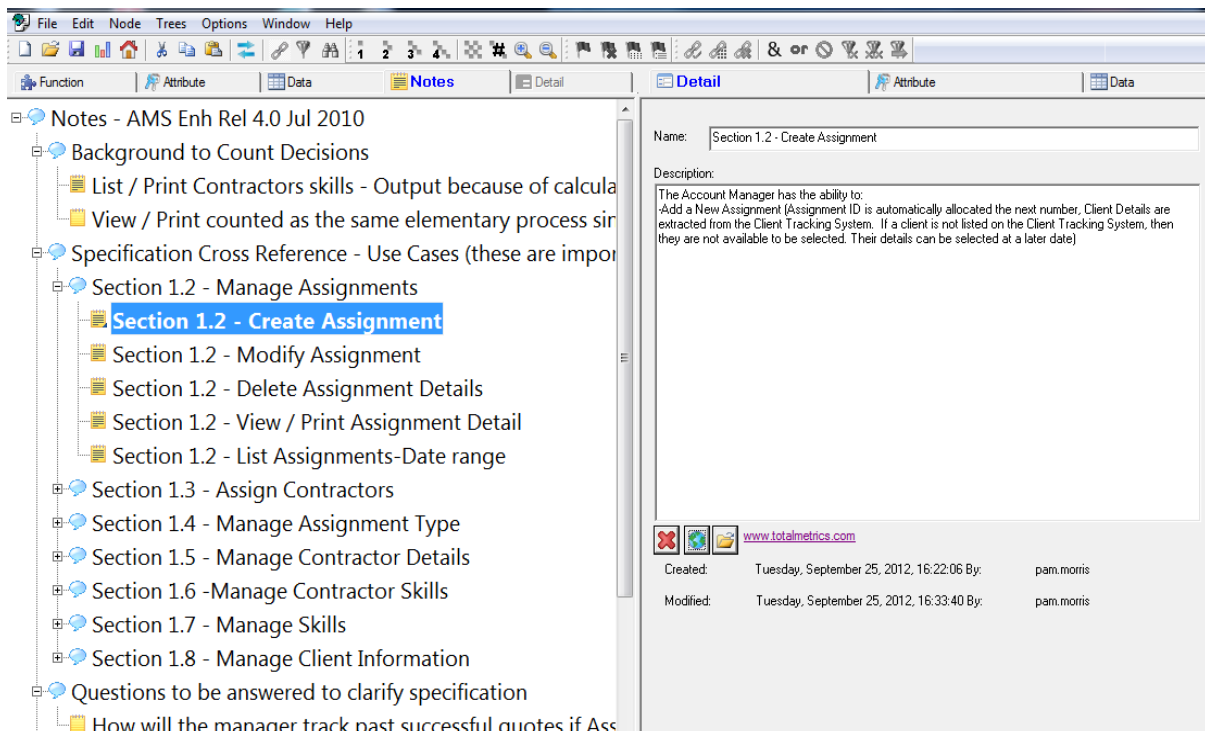 File Edit Node Trees Options Window Help
1 2 3 4 # & or
Function Attribute Data Notes Detail
Detail Attribute Data
Notes - AMS Enh Rel 4.0 Jul 2010
Background to Count Decisions
List / Print Contractors skills - Output because of calcula
View / Print counted as the same elementary process sin
Specification Cross Reference - Use Cases (these are impor
Section 1.2 - Manage Assignments
Section 1.2 - Create Assignment
Section 1.2 - Modify Assignment
Section 1.2 - Delete Assignment Details
Section 1.2 - View / Print Assignment Detail
Section 1.2 - List Assignments-Date range
Section 1.3 - Assign Contractors
Section 1.4 - Manage Assignment Type
Section 1.5 - Manage Contractor Details
Section 1.6 -Manage Contractor Skills
Section 1.7 - Manage Skills
Section 1.8 - Manage Client Information
Questions to be answered to clarify specification
How will the manager track past successful quotes if Ass
Name: Section 1.2 - Create Assignment
Description:
The Account Manager has the ability to:
-Add a New Assignment (Assignment ID is automatically allocated the next number, Client Details are
extracted from the Client Tracking System. If a client is not listed on the Client Tracking System, then
they are not available to be selected. Their details can be selected at a later date)
www.totalmetrics.com
Created: Tuesday, September 25, 2012, 16:22:06 By: pam.morris
Modified: Tuesday, September 25, 2012, 16:33:40 By: pam.morris